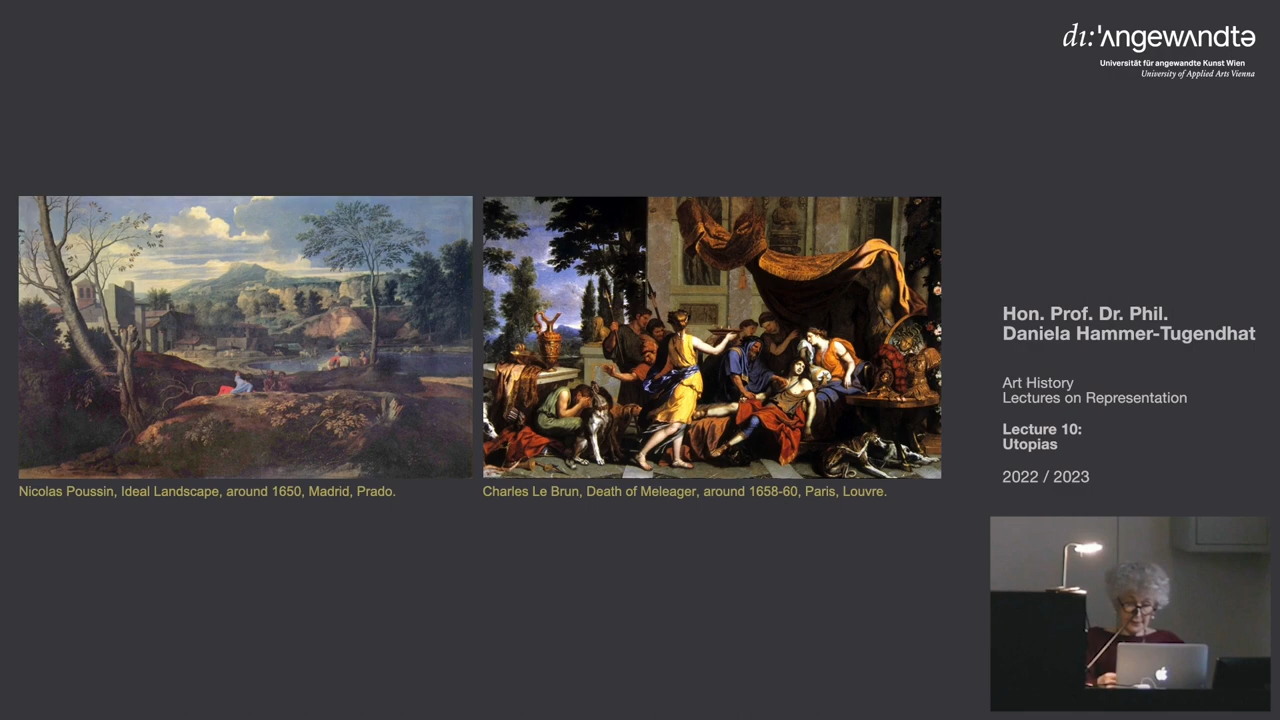 dı:'ʌngewʌndtə
Universität für angewandte Kunst Wien
University of Applied Arts Vienna
Nicolas Poussin, Ideal Landscape, around 1650, Madrid, Prado.
Charles Le Brun, Death of Meleager, around 1658-60, Paris, Louvre.
Hon. Prof. Dr. Phil.
Daniela Hammer-Tugendhat
Art History
Lectures on Representation
Lecture 10:
Utopias
2022 / 2023